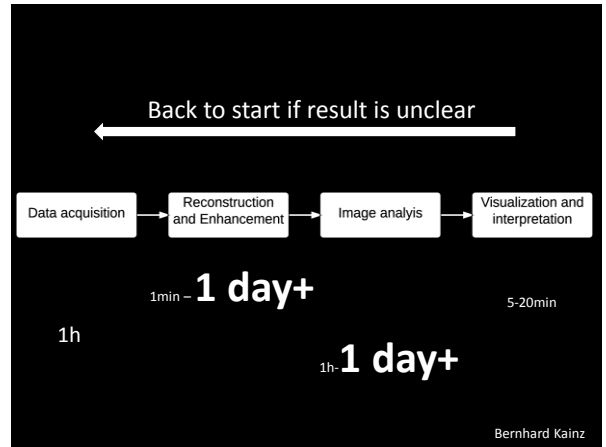 Back to start if result is unclear
Data acquisition
Reconstruction
and Enhancement
Image analyis
Visualization and
interpretation
1min – 1 day+
5-20min
1h
1h-1 day+
Bernhard Kainz